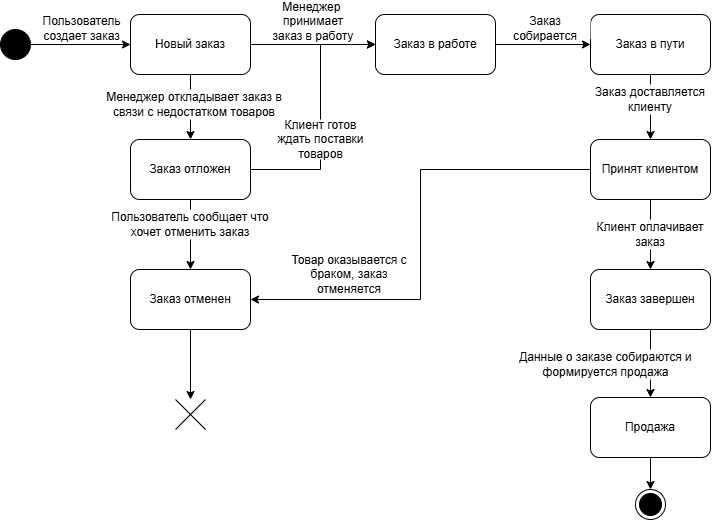 Пользователь
создает заказ
Новый заказ
Менеджер
принимает
заказ в работу
Заказ в работе
Заказ
собирается
Заказ в пути
Менеджер откладывает заказ в
связи с недостатком товаров
Клиент готов
ждать поставки
товаров
Заказ доставляется
клиенту
Заказ отложен
Принят клиентом
Пользователь сообщает что
хочет отменить заказ
Клиент оплачивает
заказ
Товар оказывается с
браком, заказ
отменяется
Заказ отменен
Заказ завершен
Данные о заказе собираются и
формируется продажа
Продажа